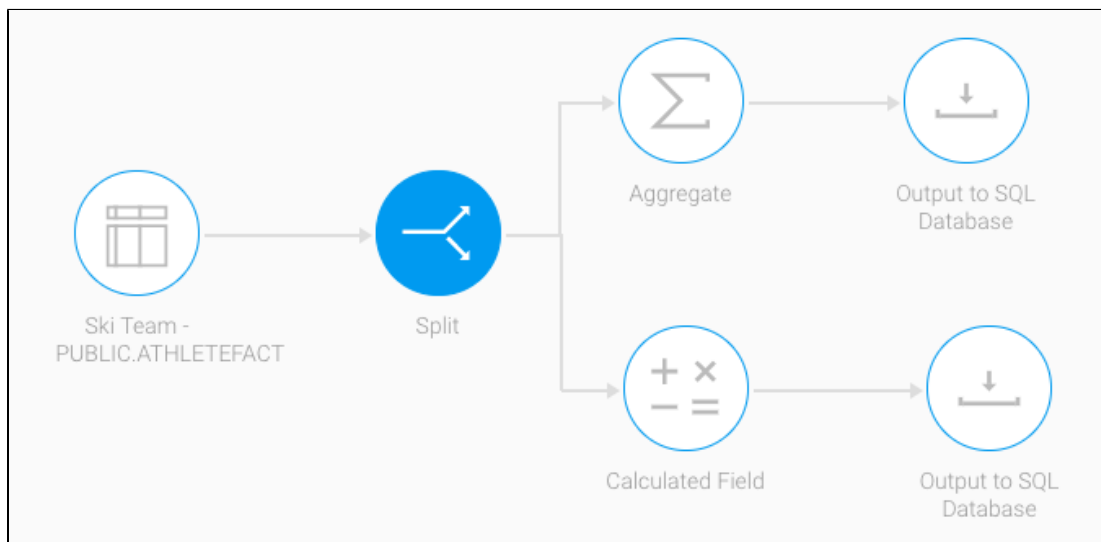 Aggregate
Output to SQL
Database
Ski Team -
PUBLIC.ATHLETEFACT
Split
Calculated Field
Output to SQL
Database